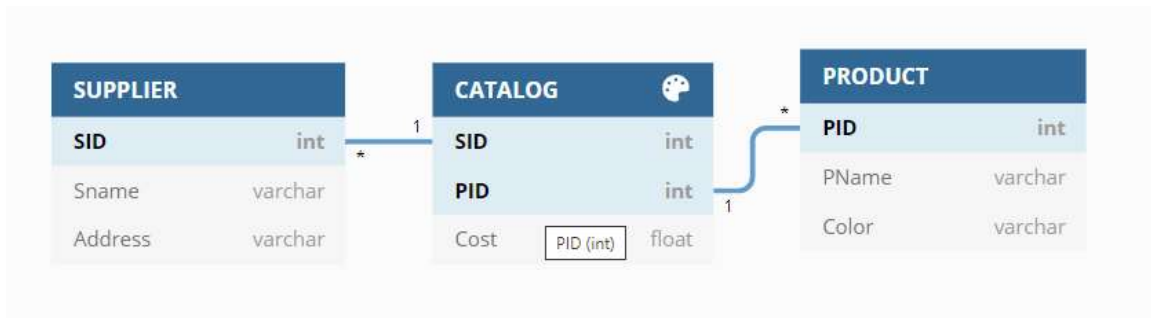 SUPPLIER
SID int
Sname varchar
Address varchar
*
1
CATALOG
SID int
PID int
Cost float
PID (int)
1
*
PRODUCT
PID int
PName varchar
Color varchar